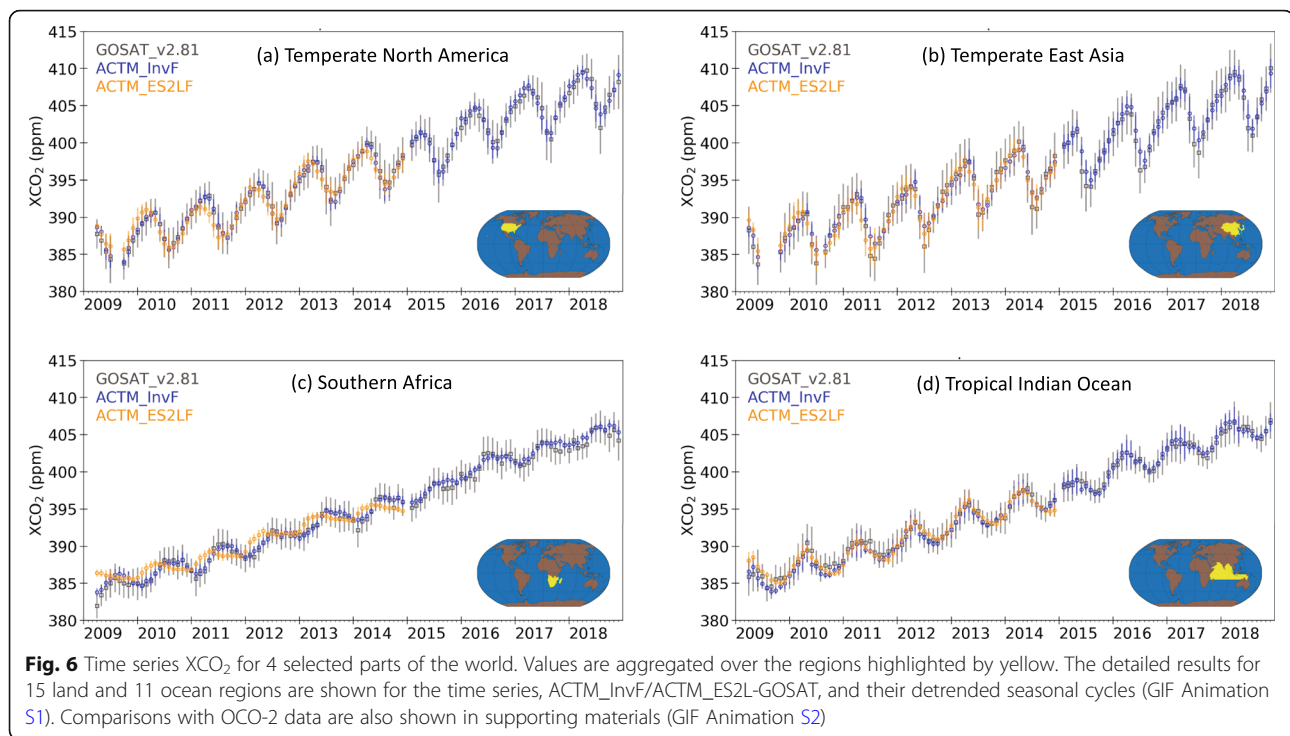 415
410
405
400
395
390
385
380
XCO₂ (ppm)
GOSAT_v2.81
ACTM_InvF
ACTM_ES2LF
(a) Temperate North America
2009 2010 2011 2012 2013 2014 2015 2016 2017 2018
415
410
405
400
395
390
385
380
XCO₂ (ppm)
GOSAT_v2.81
ACTM_InvF
ACTM_ES2LF
(b) Temperate East Asia
2009 2010 2011 2012 2013 2014 2015 2016 2017 2018
415
410
405
400
395
390
385
380
XCO₂ (ppm)
GOSAT_v2.81
ACTM_InvF
ACTM_ES2LF
(c) Southern Africa
2009 2010 2011 2012 2013 2014 2015 2016 2017 2018
415
410
405
400
395
390
385
380
XCO₂ (ppm)
GOSAT_v2.81
ACTM_InvF
ACTM_ES2LF
(d) Tropical Indian Ocean
2009 2010 2011 2012 2013 2014 2015 2016 2017 2018
Fig. 6 Time series XCO₂ for 4 selected parts of the world. Values are aggregated over the regions highlighted by yellow. The detailed results for
15 land and 11 ocean regions are shown for the time series, ACTM_InvF/ACTM_ES2L-GOSAT, and their detrended seasonal cycles (GIF Animation
S1). Comparisons with OCO-2 data are also shown in supporting materials (GIF Animation S2)